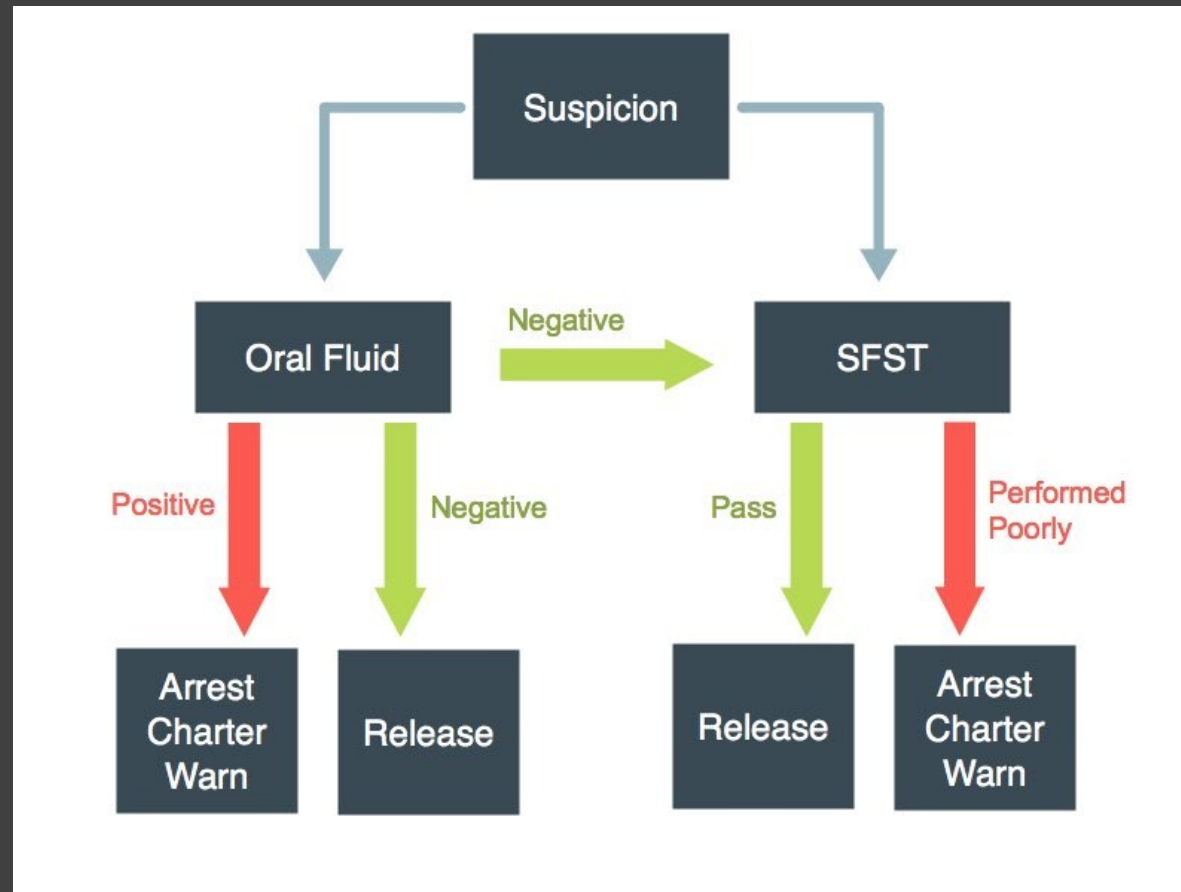 Suspicion
Negative
Oral Fluid
SFST
Positive
Negative
Pass
Performed
Poorly
Arrest
Charter
Warn
Release
Release
Arrest
Charter
Warn